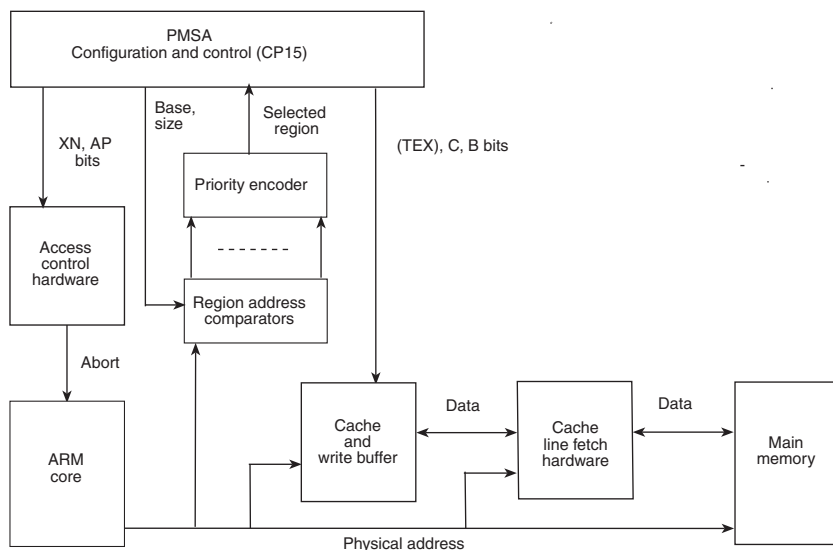 PMSA
Configuration and control (CP15)
Base,
size
Selected
region
XN, AP
bits
(TEX), C, B bits
Priority encoder
Access
control
hardware
Region address
comparators
Abort
ARM
core
Cache
and
write buffer
Data
Cache
line fetch
hardware
Data
Main
memory
Physical address